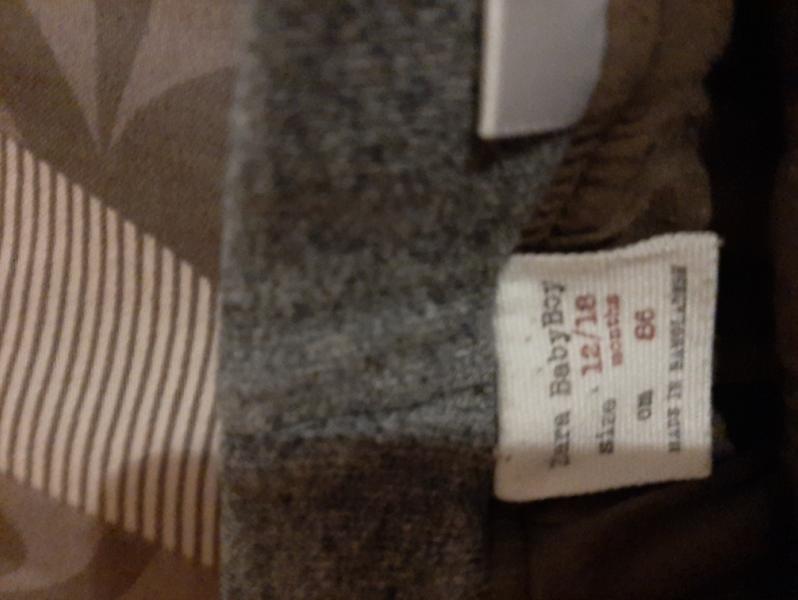 Zara BabyBoy
size 12/18
months
cm 86
MADE IN BANGLADESH